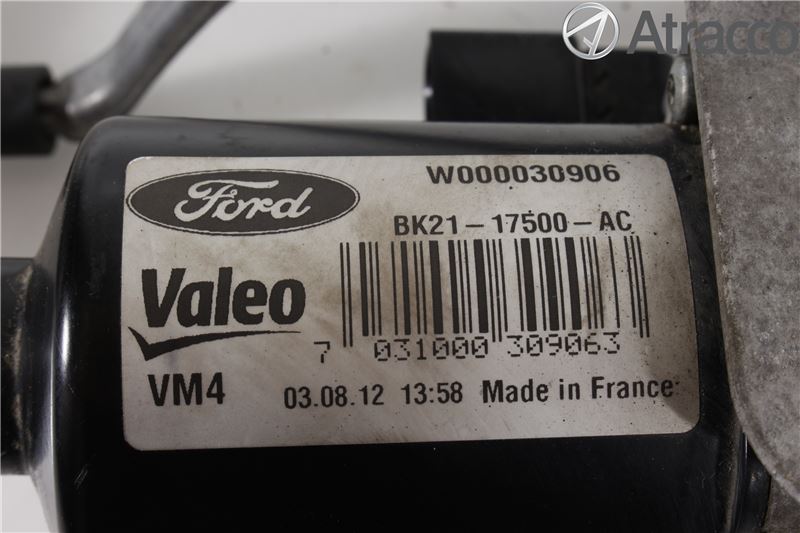 Atracco
W000030906
Ford
BK21-17500-AC
Valeo
7 031000 309063
VM4 03.08.12 13:58 Made in France